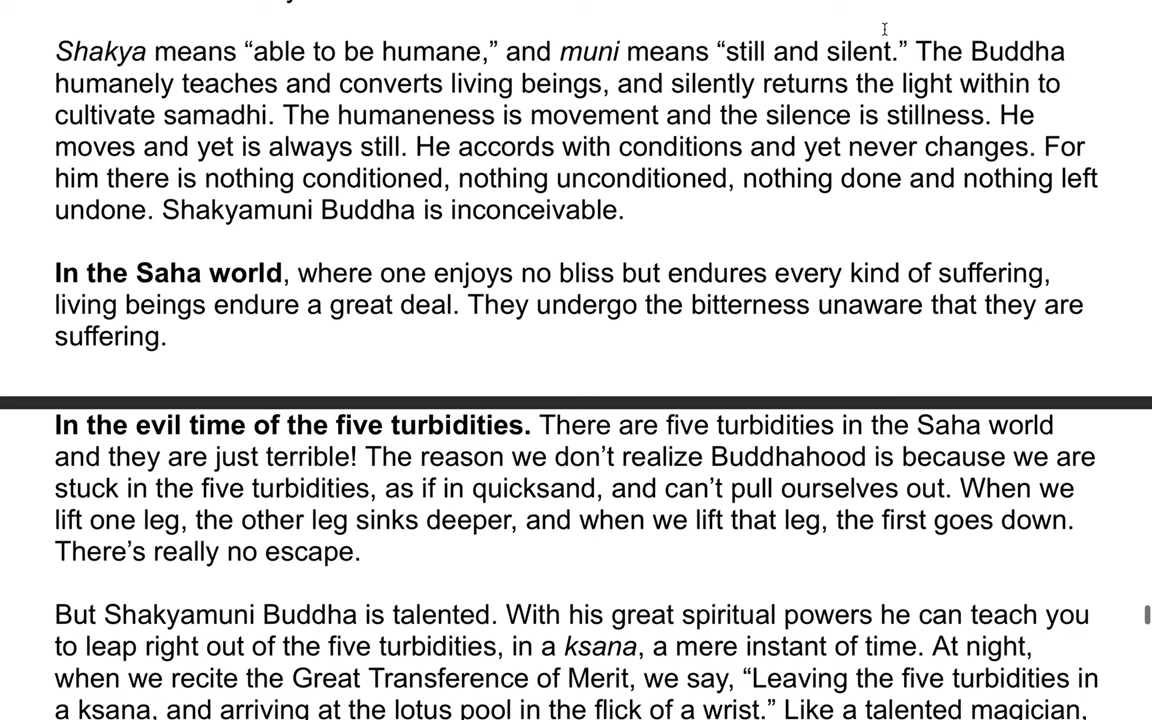 Shakya means “able to be humane,” and muni means “still and silent.” The Buddha
humanely teaches and converts living beings, and silently returns the light within to
cultivate samadhi. The humaneness is movement and the silence is stillness. He
moves and yet is always still. He accords with conditions and yet never changes. For
him there is nothing conditioned, nothing unconditioned, nothing done and nothing left
undone. Shakyamuni Buddha is inconceivable.
In the Saha world, where one enjoys no bliss but endures every kind of suffering,
living beings endure a great deal. They undergo the bitterness unaware that they are
suffering.
In the evil time of the five turbidities. There are five turbidities in the Saha world
and they are just terrible! The reason we don’t realize Buddhahood is because we are
stuck in the five turbidities, as if in quicksand, and can’t pull ourselves out. When we
lift one leg, the other leg sinks deeper, and when we lift that leg, the first goes down.
There’s really no escape.
But Shakyamuni Buddha is talented. With his great spiritual powers he can teach you
to leap right out of the five turbidities, in a ksana, a mere instant of time. At night,
when we recite the Great Transference of Merit, we say, “Leaving the five turbidities in
a ksana, and arriving at the lotus pool in the flick of a wrist.” Like a talented magician,